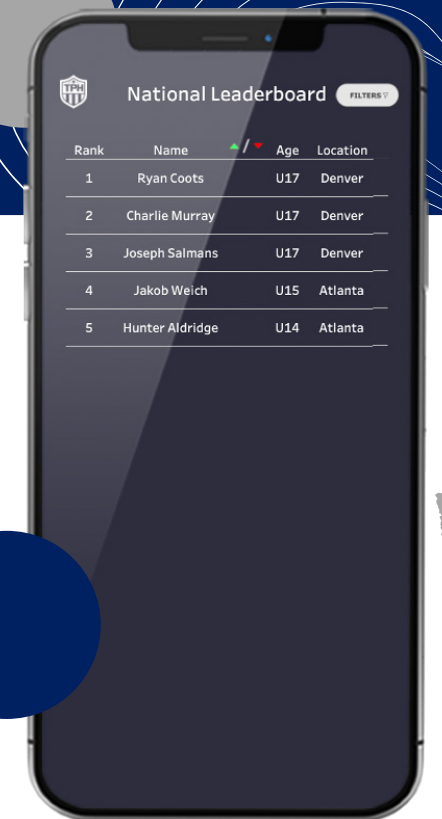 TPH
National Leaderboard
FILTERS ▽
Rank Name ▲/▼ Age Location
1 Ryan Coots U17 Denver
2 Charlie Murray U17 Denver
3 Joseph Salmans U17 Denver
4 Jakob Weich U15 Atlanta
5 Hunter Aldridge U14 Atlanta